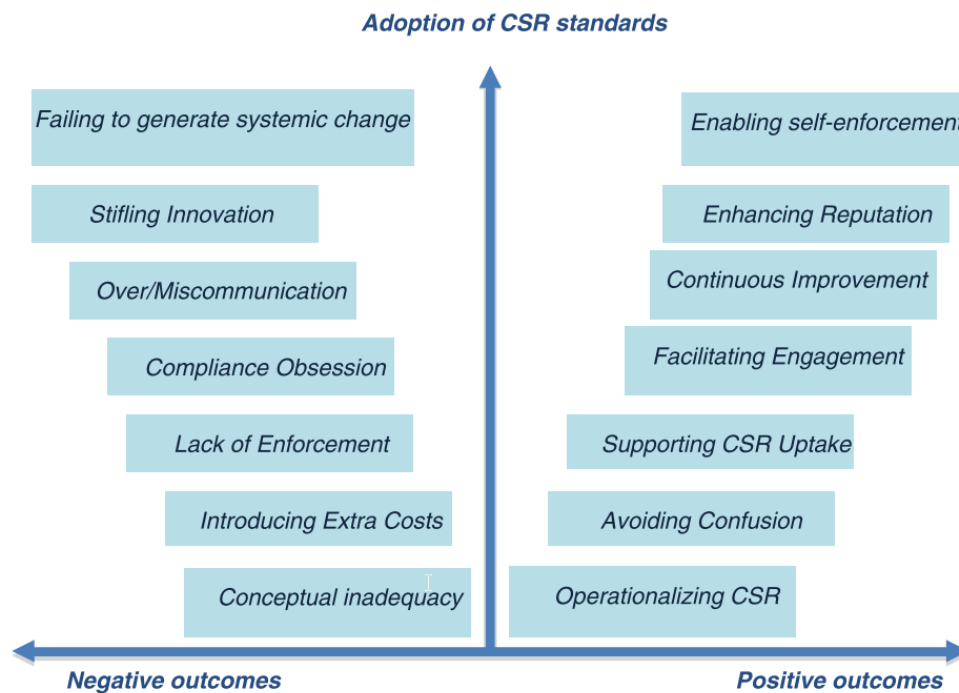 Adoption of CSR standards
Failing to generate systemic change
Enabling self-enforcement
Stifling Innovation
Enhancing Reputation
Over/Miscommunication
Continuous Improvement
Compliance Obsession
Facilitating Engagement
Lack of Enforcement
Supporting CSR Uptake
Introducing Extra Costs
Avoiding Confusion
Conceptual inadequacy
Operationalizing CSR
Negative outcomes
Positive outcomes